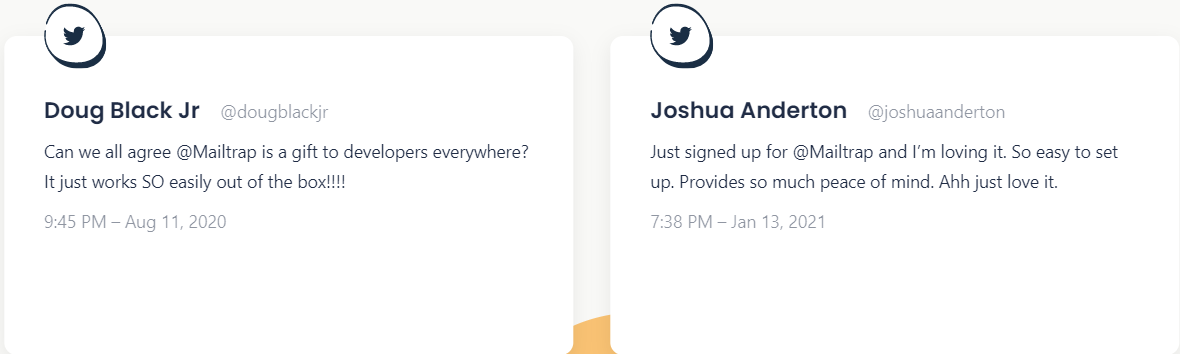 Doug Black Jr @dougblackjr
Can we all agree @Mailtrap is a gift to developers everywhere?
It just works SO easily out of the box!!!!
9:45 PM – Aug 11, 2020
Joshua Anderton @joshuaanderton
Just signed up for @Mailtrap and I’m loving it. So easy to set
up. Provides so much peace of mind. Ahh just love it.
7:38 PM – Jan 13, 2021